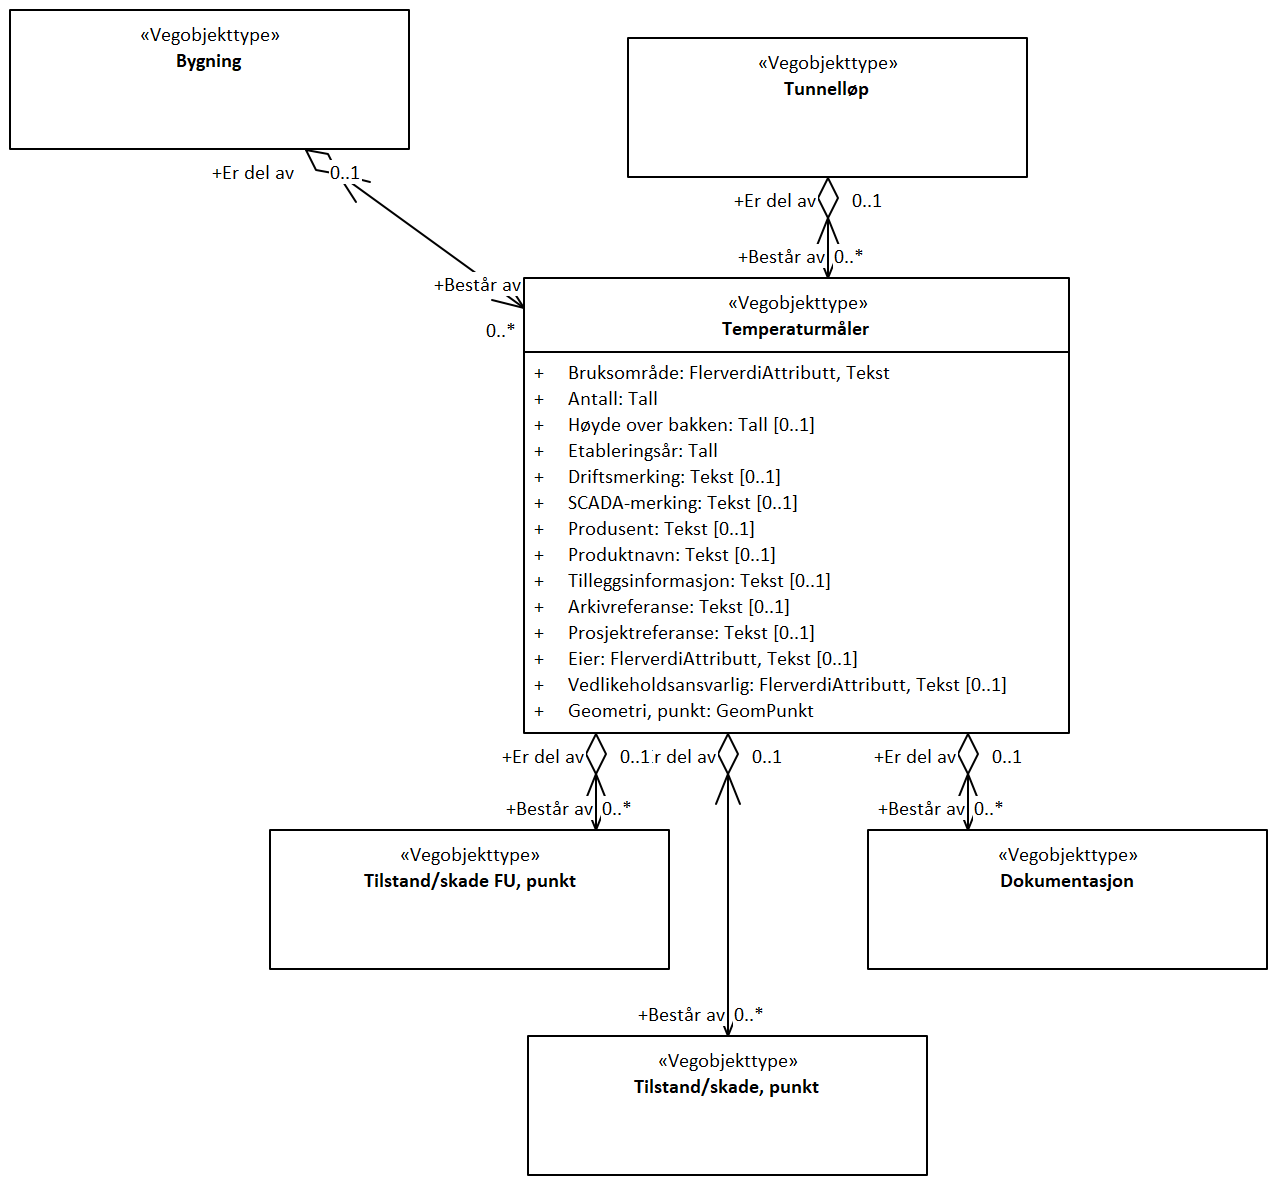 «Vegobjekttype»
Bygning
«Vegobjekttype»
Tunnelløp
+Er del av
0..1
+Er del av
0..1
+Består av
0..*
+Består av
0..*
«Vegobjekttype»
Temperaturmåler
+ Bruksområde: FlerverdiAttributt, Tekst
+ Antall: Tall
+ Høyde over bakken: Tall [0..1]
+ Etableringsår: Tall
+ Driftsmerking: Tekst [0..1]
+ SCADA-merking: Tekst [0..1]
+ Produsent: Tekst [0..1]
+ Produktnavn: Tekst [0..1]
+ Tilleggsinformasjon: Tekst [0..1]
+ Arkivreferanse: Tekst [0..1]
+ Prosjektreferanse: Tekst [0..1]
+ Eier: FlerverdiAttributt, Tekst [0..1]
+ Vedlikeholdsansvarlig: FlerverdiAttributt, Tekst [0..1]
+ Geometri, punkt: GeomPunkt
+Er del av
0..1
r del av
0..1
+Er del av
0..1
+Består av
0..*
+Består av
0..*
«Vegobjekttype»
Tilstand/skade FU, punkt
«Vegobjekttype»
Dokumentasjon
+Består av
0..*
«Vegobjekttype»
Tilstand/skade, punkt